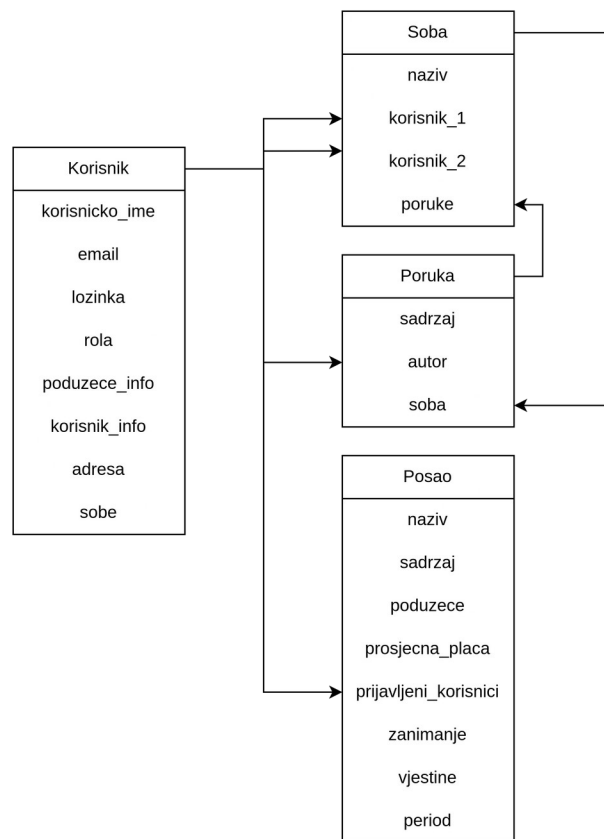 Korisnik
korisnicko_ime
email
lozinka
rola
poduzece_info
korisnik_info
adresa
sobe
Soba
naziv
korisnik_1
korisnik_2
poruke
Poruka
sadrzaj
autor
soba
Posao
naziv
sadrzaj
poduzece
prosjecna_placa
prijavljeni_korisnici
zanimanje
vjestine
period